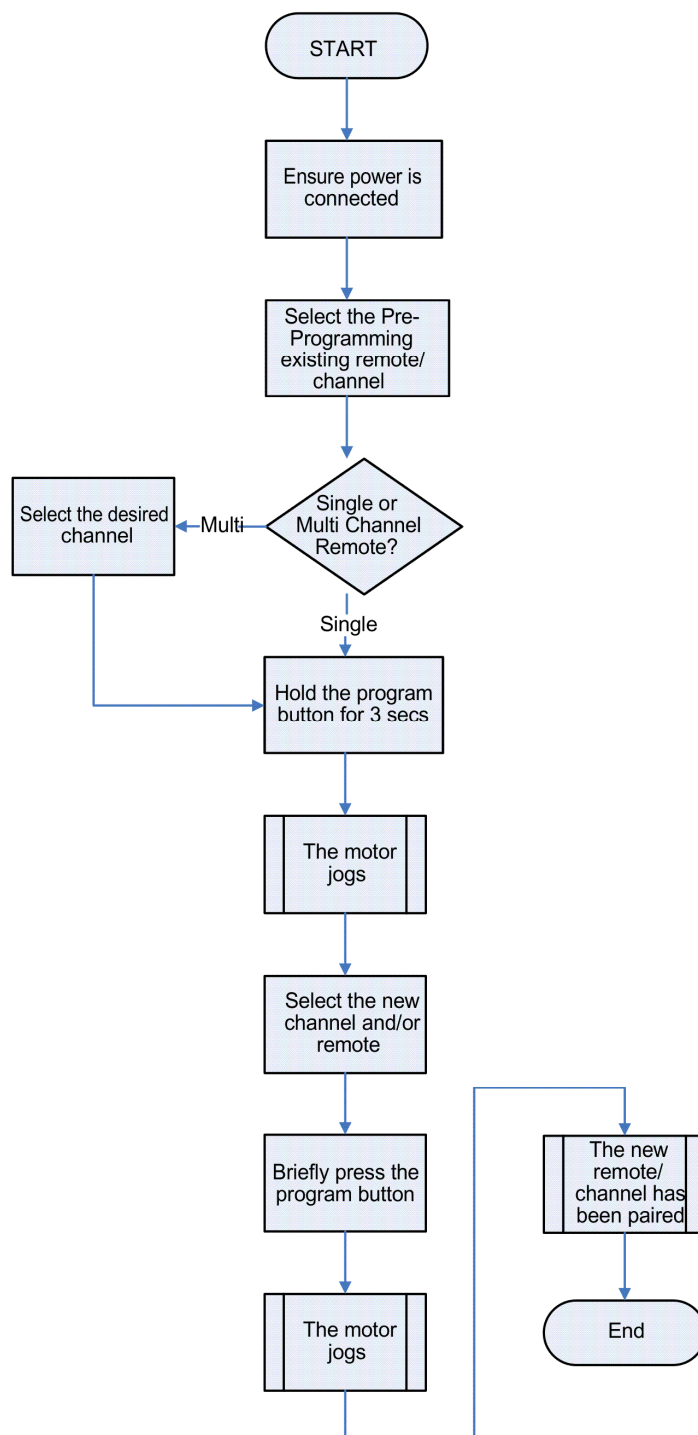 START
Ensure power is
connected
Select the Pre-
Programming
existing remote/
channel
Single or
Multi Channel
Remote?
Multi
Select the desired
channel
Single
Hold the program
button for 3 secs
The motor
jogs
Select the new
channel and/or
remote
Briefly press the
program button
The motor
jogs
The new
remote/
channel has
been paired
End